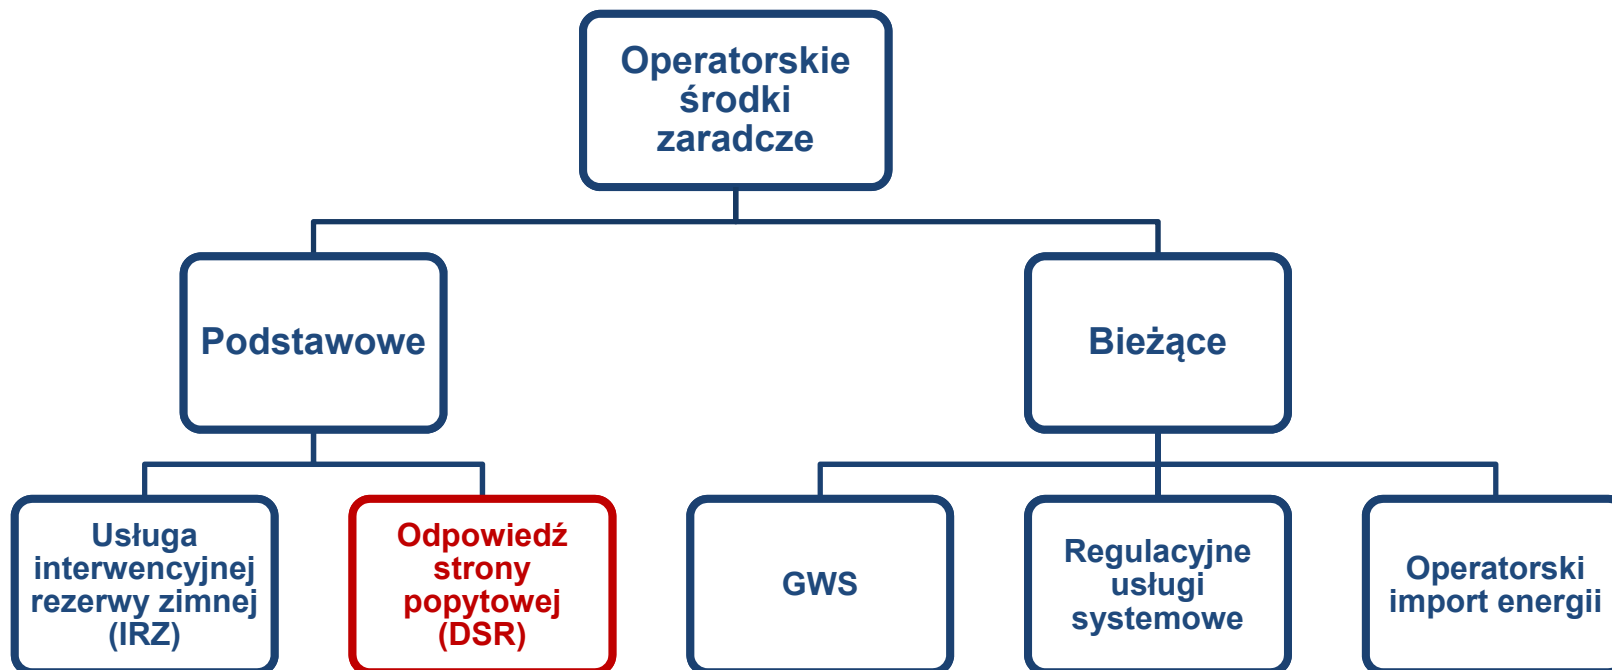 Operatorskie
środki
zaradcze
Podstawowe
Bieżące
Usługa
interwencyjnej
rezerwy zimnej
(IRZ)
Odpowiedź
strony
popytowej
(DSR)
GWS
Regulacyjne
usługi
systemowe
Operatorski
import energii